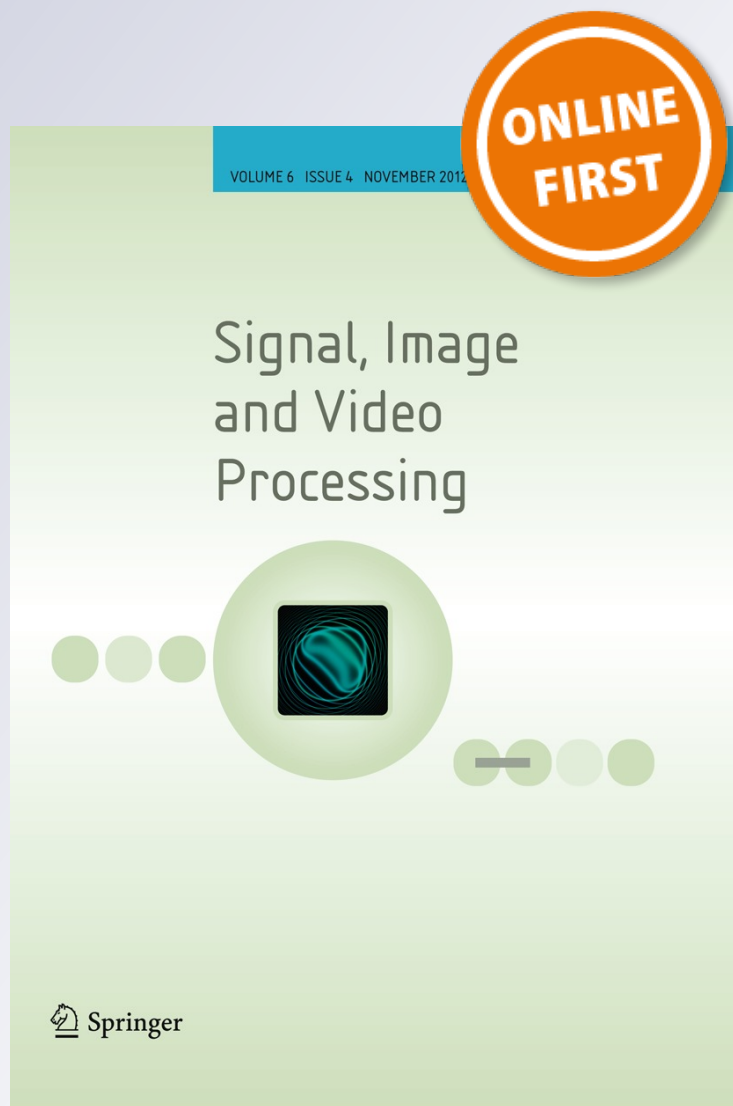 ONLINE
FIRST
VOLUME 6 ISSUE 4 NOVEMBER 2012
Signal, Image
and Video
Processing
Springer